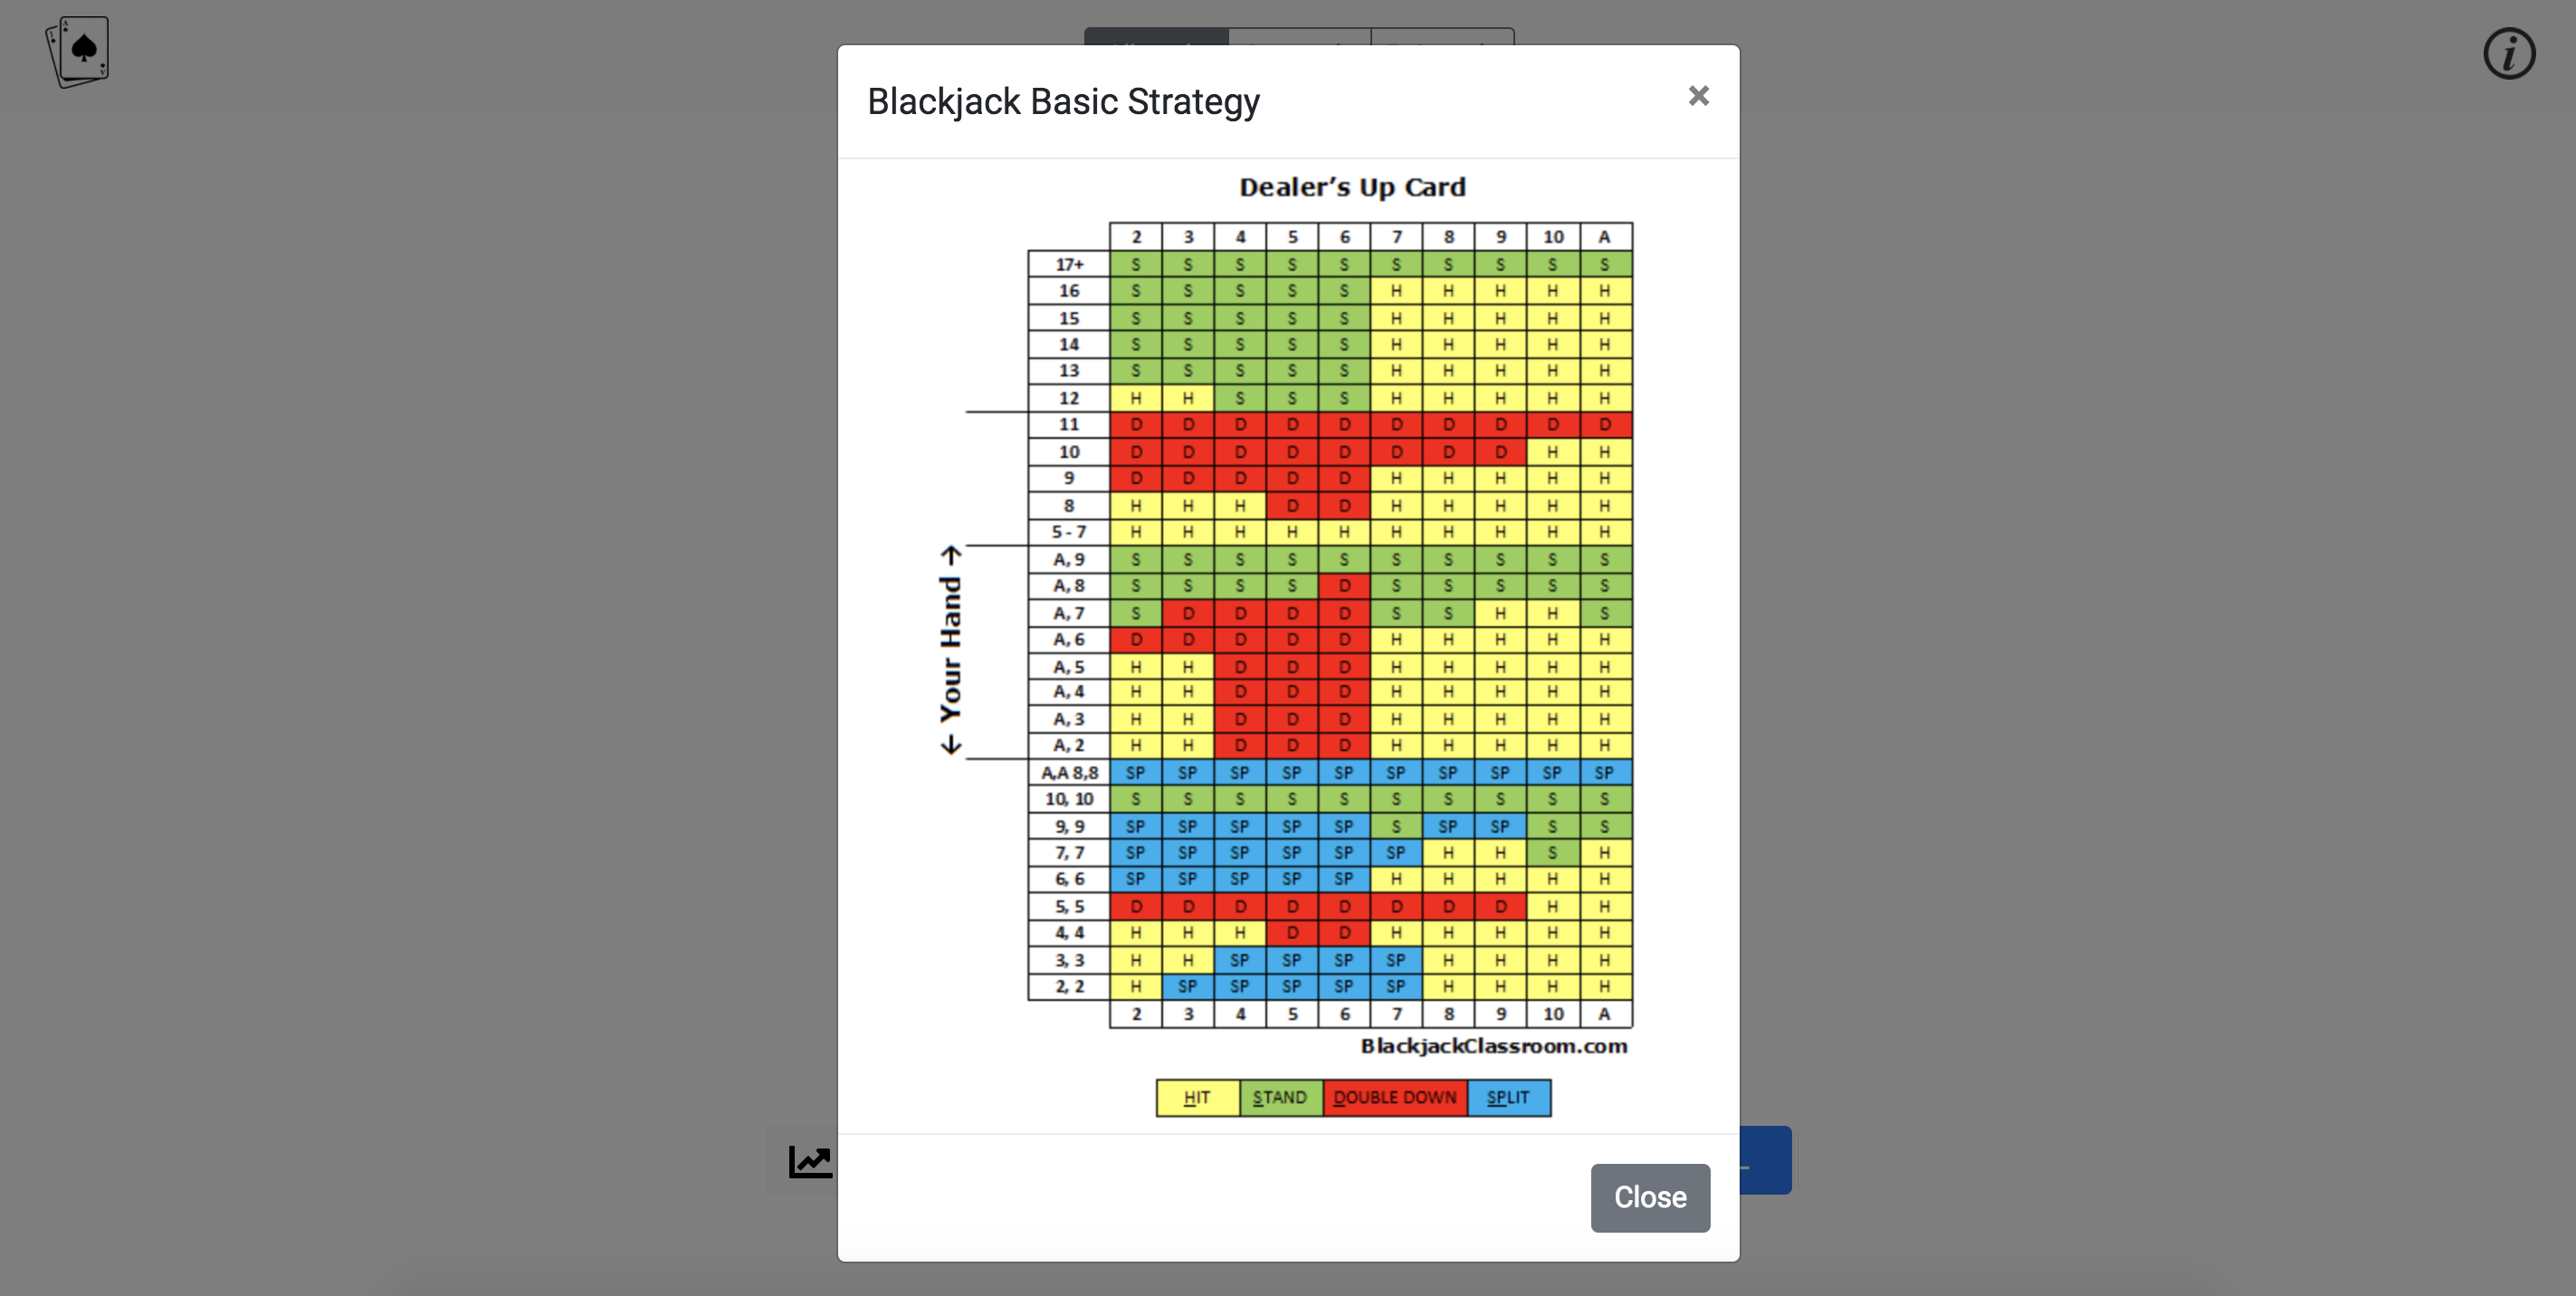 Blackjack Basic Strategy ×
Dealer's Up Card
2 3 4 5 6 7 8 9 10 A
17+ S S S S S S S S S S
16 S S S S S H H H H H
15 S S S S S H H H H H
14 S S S S S H H H H H
13 S S S S S H H H H H
12 H H S S S H H H H H
11 D D D D D D D D D D
10 D D D D D D D D H H
9 D D D D D H H H H H
8 H H H D D H H H H H
5 - 7 H H H H H H H H H H
A, 9 S S S S S S S S S S
A, 8 S S S S D S S S S S
A, 7 S D D D D S S H H S
A, 6 D D D D D H H H H H
A, 5 H H D D D H H H H H
A, 4 H H D D D H H H H H
A, 3 H H D D D H H H H H
A, 2 H H D D D H H H H H
A,A 8,8 SP SP SP SP SP SP SP SP SP SP
10, 10 S S S S S S S S S S
9, 9 SP SP SP SP SP S SP SP S S
7, 7 SP SP SP SP SP SP H H S H
6, 6 SP SP SP SP SP H H H H H
5, 5 D D D D D D D D H H
4, 4 H H H D D H H H H H
3, 3 H H SP SP SP SP H H H H
2, 2 H SP SP SP SP SP H H H H
2 3 4 5 6 7 8 9 10 A
← Your Hand →
BlackjackClassroom.com
HIT STAND DOUBLE DOWN SPLIT
Close